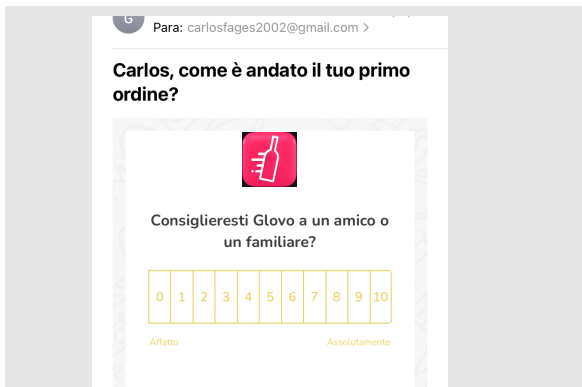 G
Para: carlosfages2002@gmail.com >
Carlos, come è andato il tuo primo
ordine?
Consiglieresti Glovo a un amico o
un familiare?
0 1 2 3 4 5 6 7 8 9 10
Affatto Assolutamente